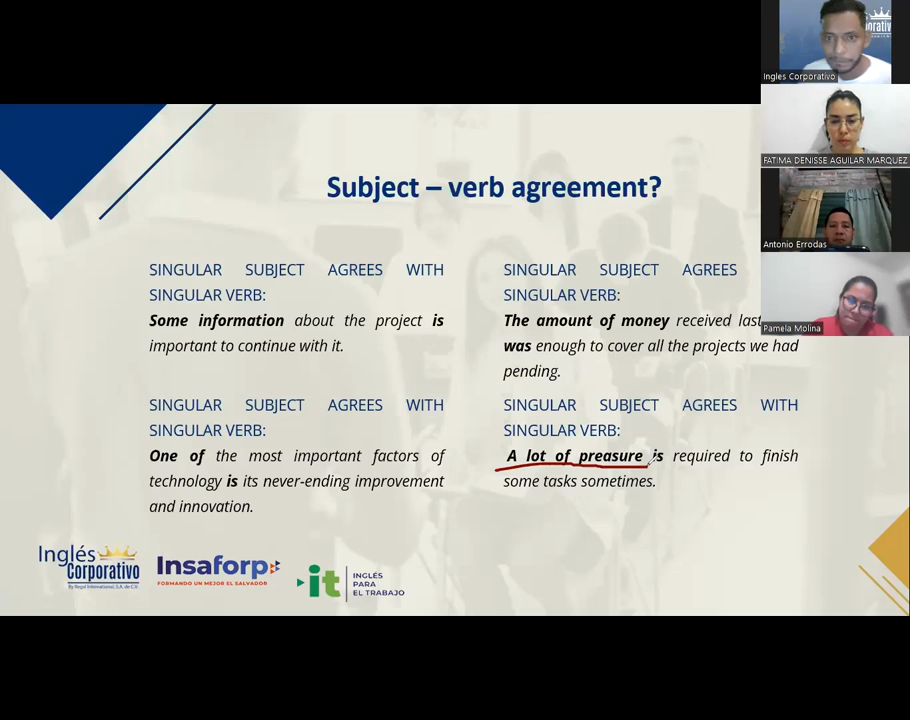 orativ
Ingles Corporativo
FATIMA DENISSE AGUILAR MARQUEZ
Antonio Errodas
Pamela Molina
Subject – verb agreement?
SINGULAR SUBJECT AGREES WITH
SINGULAR VERB:
Some information about the project is
important to continue with it.
SINGULAR SUBJECT AGREES
SINGULAR VERB:
The amount of money received last
was enough to cover all the projects we had
pending.
SINGULAR SUBJECT AGREES WITH
SINGULAR VERB:
One of the most important factors of
technology is its never-ending improvement
and innovation.
SINGULAR SUBJECT AGREES WITH
SINGULAR VERB:
A lot of preasure is required to finish
some tasks sometimes.
Inglés
Corporativo
By Regal International, S.A. de C.V.
Insaforp
FORMANDO UN MEJOR EL SALVADOR
it
INGLÉS
PARA
EL TRABAJO